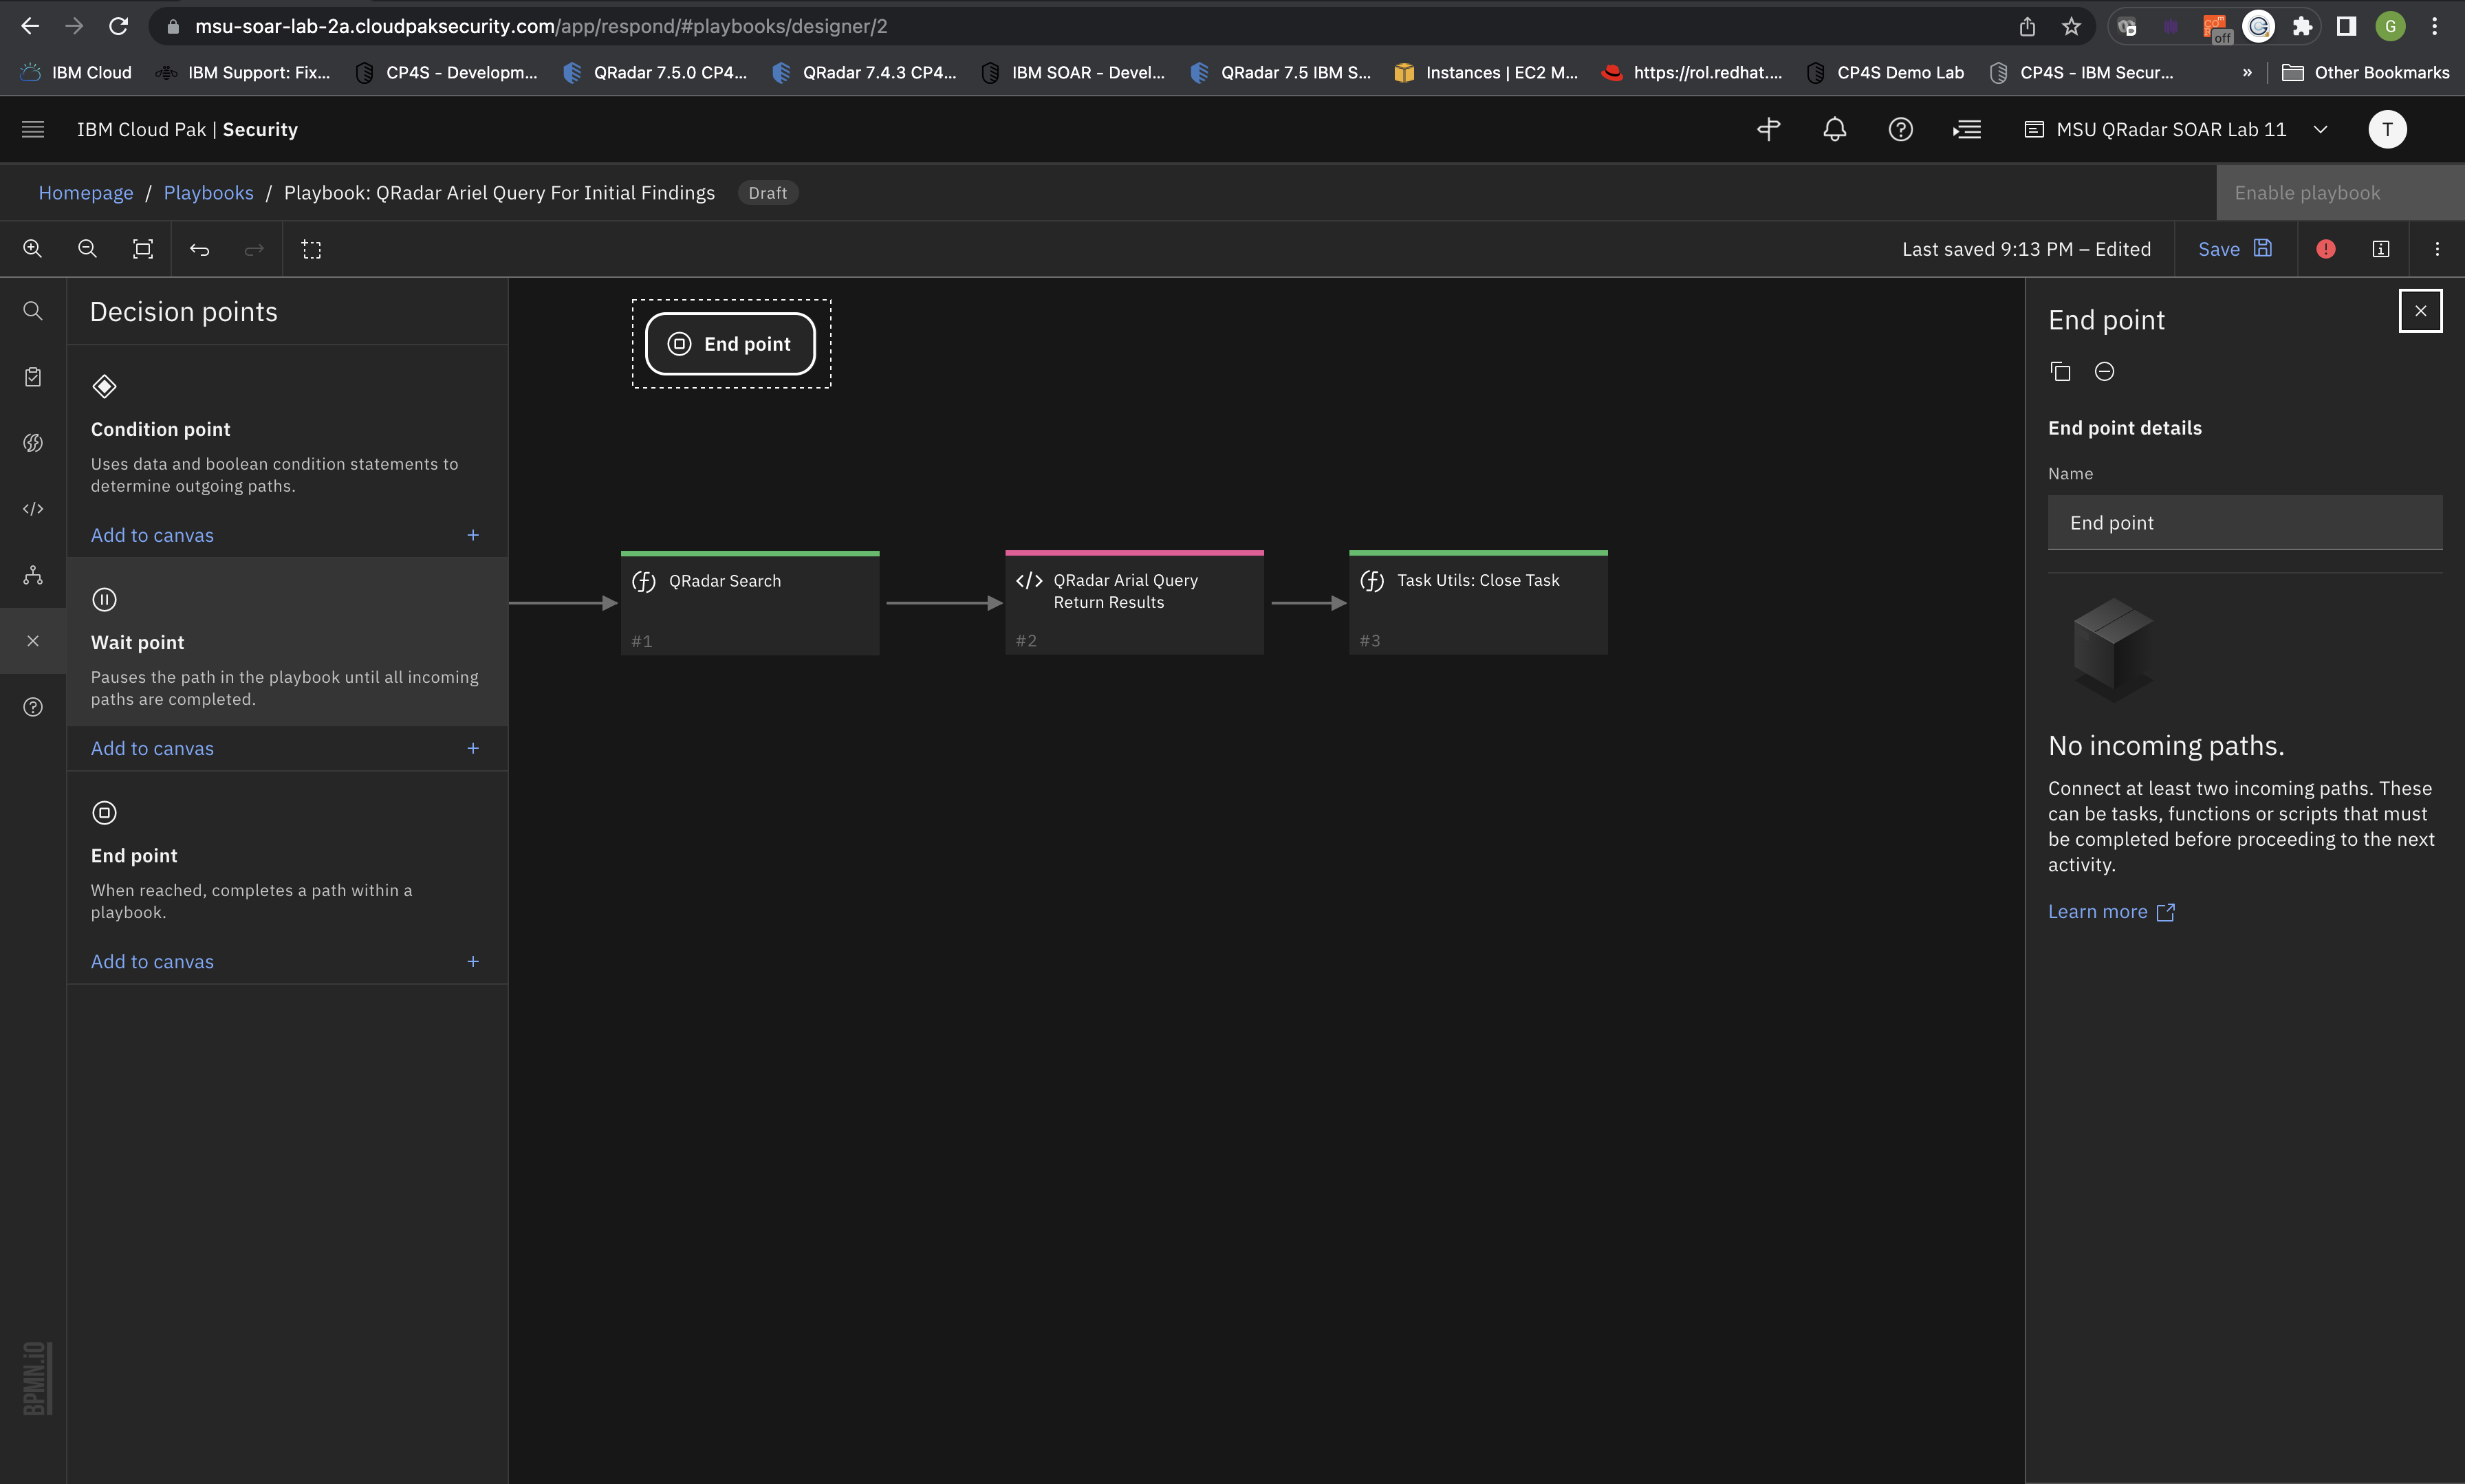 msu-soar-lab-2a.cloudpaksecurity.com/app/respond/#playbooks/designer/2
off
G
IBM Cloud
IBM Support: Fix...
CP4S - Developm...
QRadar 7.5.0 CP4...
QRadar 7.4.3 CP4...
IBM SOAR - Devel...
QRadar 7.5 IBM S...
Instances | EC2 M...
https://rol.redhat....
CP4S Demo Lab
CP4S - IBM Secur...
»
Other Bookmarks
IBM Cloud Pak | Security
MSU QRadar SOAR Lab 11
T
Homepage / Playbooks / Playbook: QRadar Ariel Query For Initial Findings
Draft
Enable playbook
Last saved 9:13 PM – Edited
Save
Decision points
Condition point
Uses data and boolean condition statements to
determine outgoing paths.
Add to canvas +
Wait point
Pauses the path in the playbook until all incoming
paths are completed.
Add to canvas +
End point
When reached, completes a path within a
playbook.
Add to canvas +
BPMN.iO
End point
QRadar Search
#1
</> QRadar Arial Query
Return Results
#2
Task Utils: Close Task
#3
End point
End point details
Name
End point
No incoming paths.
Connect at least two incoming paths. These
can be tasks, functions or scripts that must
be completed before proceeding to the next
activity.
Learn more